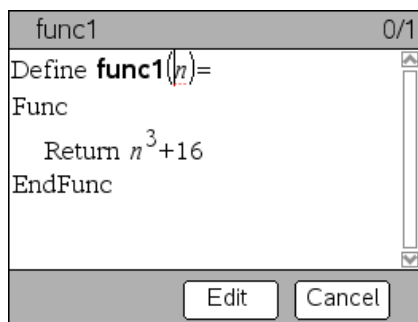 func1 0/1
Define func1(n)=
Func
Return n³+16
EndFunc
Edit Cancel